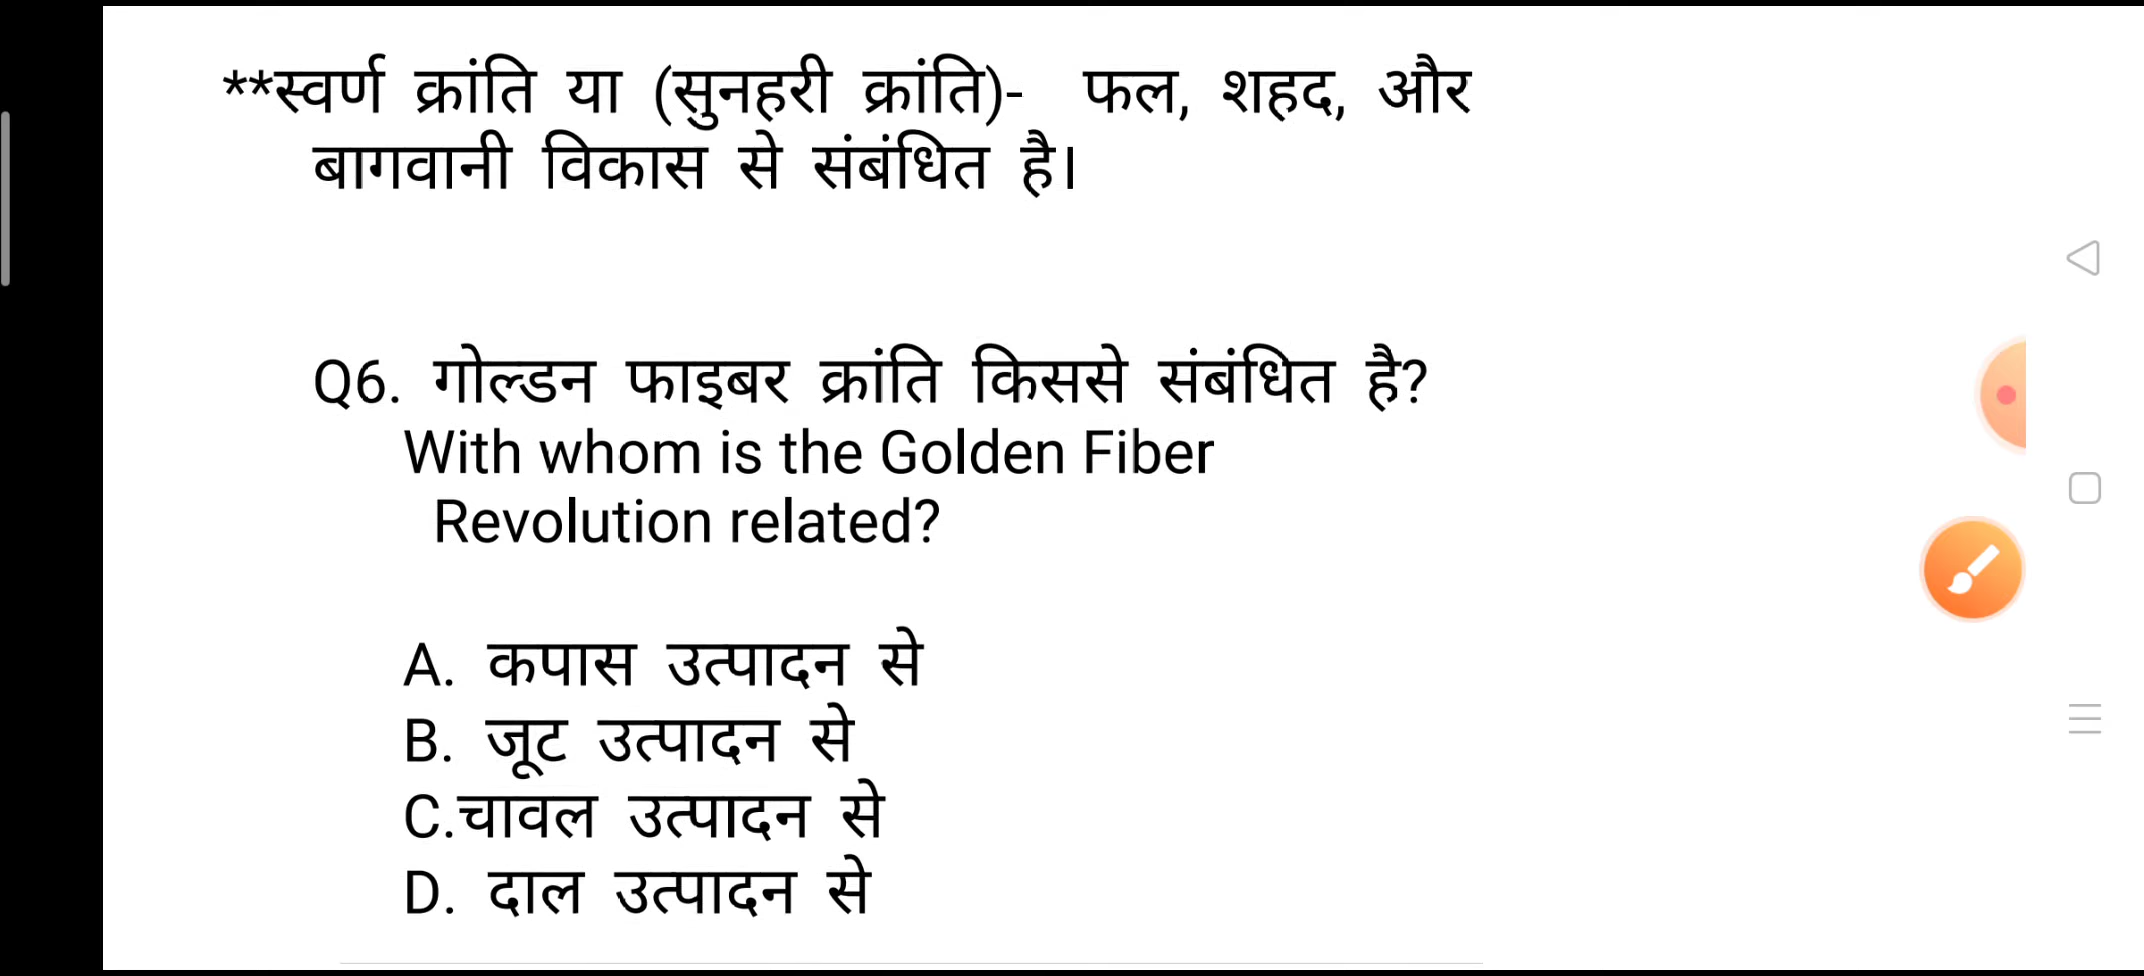 **स्वर्ण क्रांति या (सुनहरी क्रांति)- फल, शहद, और
बागवानी विकास से संबंधित है।
Q6. गोल्डन फाइबर क्रांति किससे संबंधित है?
With whom is the Golden Fiber
Revolution related?
A. कपास उत्पादन से
B. जूट उत्पादन से
C.चावल उत्पादन से
D. दाल उत्पादन से